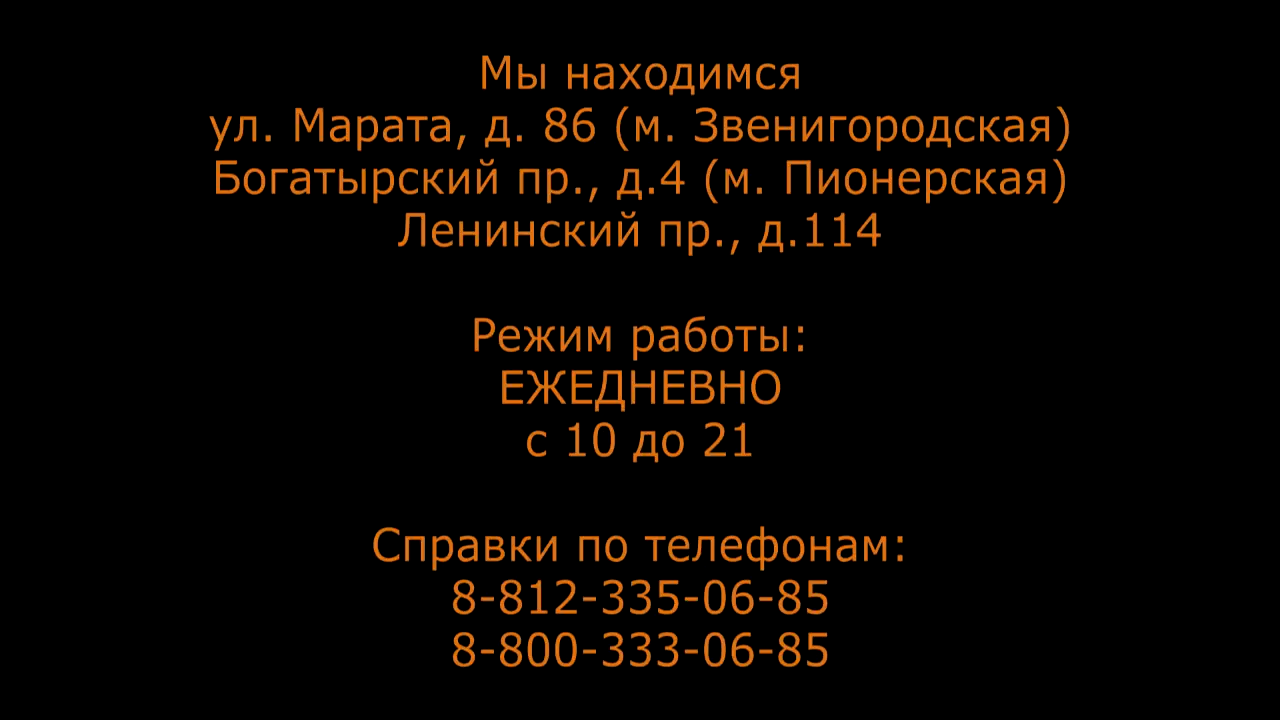 Мы находимся
ул. Марата, д. 86 (м. Звенигородская)
Богатырский пр., д.4 (м. Пионерская)
Ленинский пр., д.114
Режим работы:
ЕЖЕДНЕВНО
с 10 до 21
Справки по телефонам:
8-812-335-06-85
8-800-333-06-85